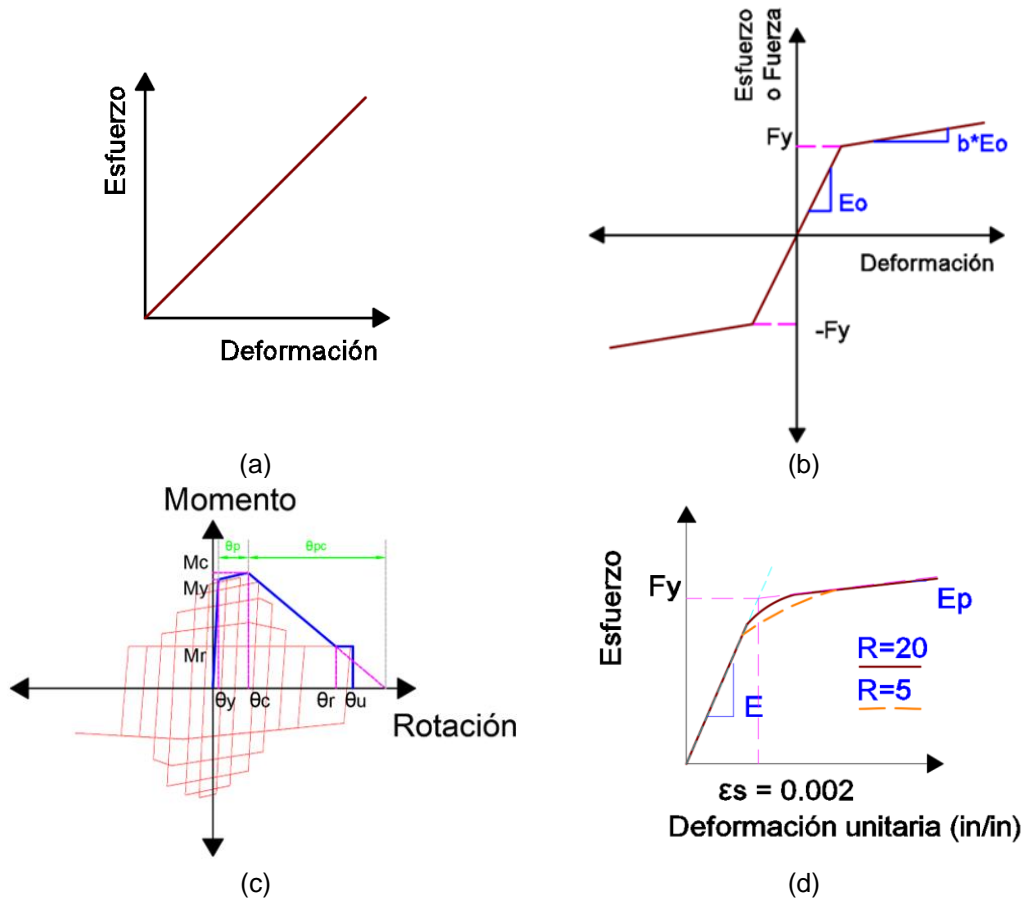 Esfuerzo
Deformación
(a)
Esfuerzo
o Fuerza
Fy
b*Eo
Eo
Deformación
-Fy
(b)
Momento
θp
θpc
Mc
My
Mr
θy
θc
θr
θu
Rotación
(c)
Esfuerzo
Fy
Ep
R=20
R=5
E
εs = 0.002
Deformación unitaria (in/in)
(d)